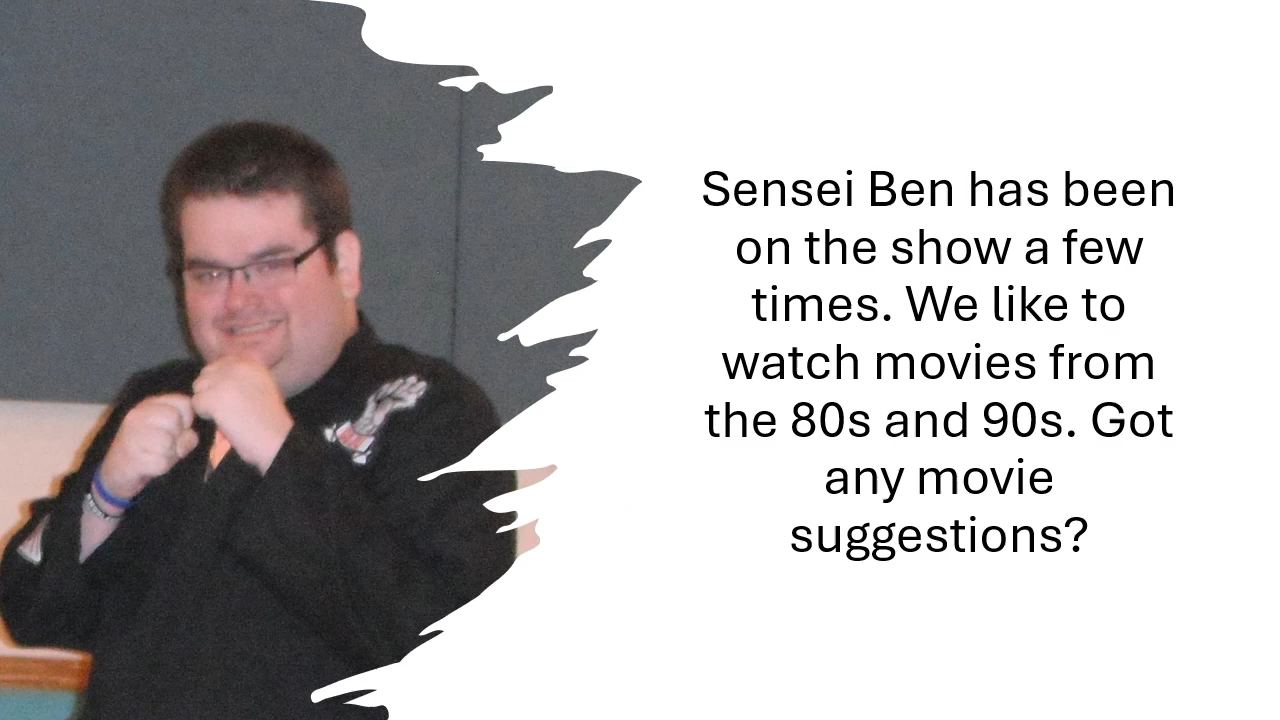 Sensei Ben has been
on the show a few
times. We like to
watch movies from
the 80s and 90s. Got
any movie
suggestions?